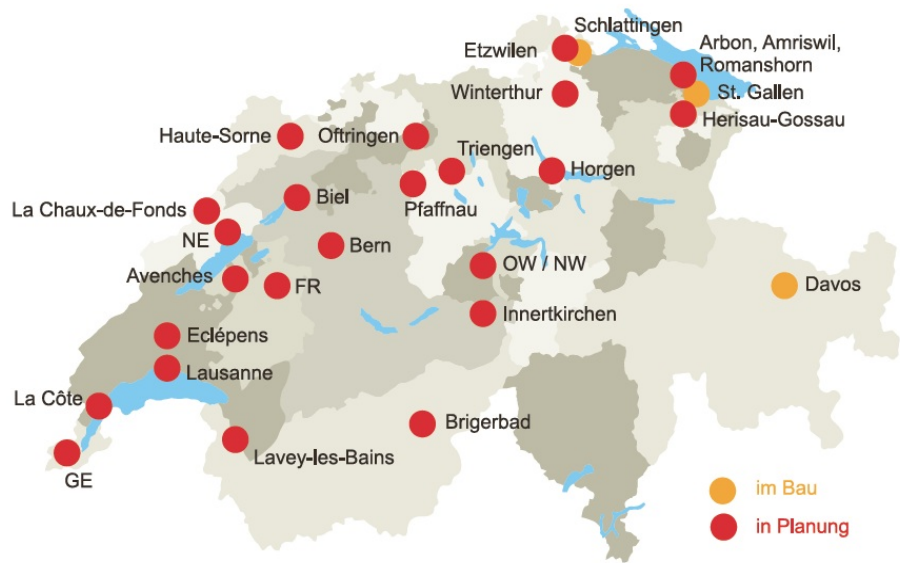 Schlattingen
Etzwilen
Arbon, Amriswil,
Romanshorn
Winterthur
St. Gallen
Herisau-Gossau
Haute-Sorne
Oftringen
Triengen
Horgen
Pfaffnau
Biel
La Chaux-de-Fonds
NE
Bern
Avenches
FR
OW / NW
Davos
Innertkirchen
Eclépens
Lausanne
La Côte
Brigerbad
Lavey-les-Bains
GE
im Bau
in Planung